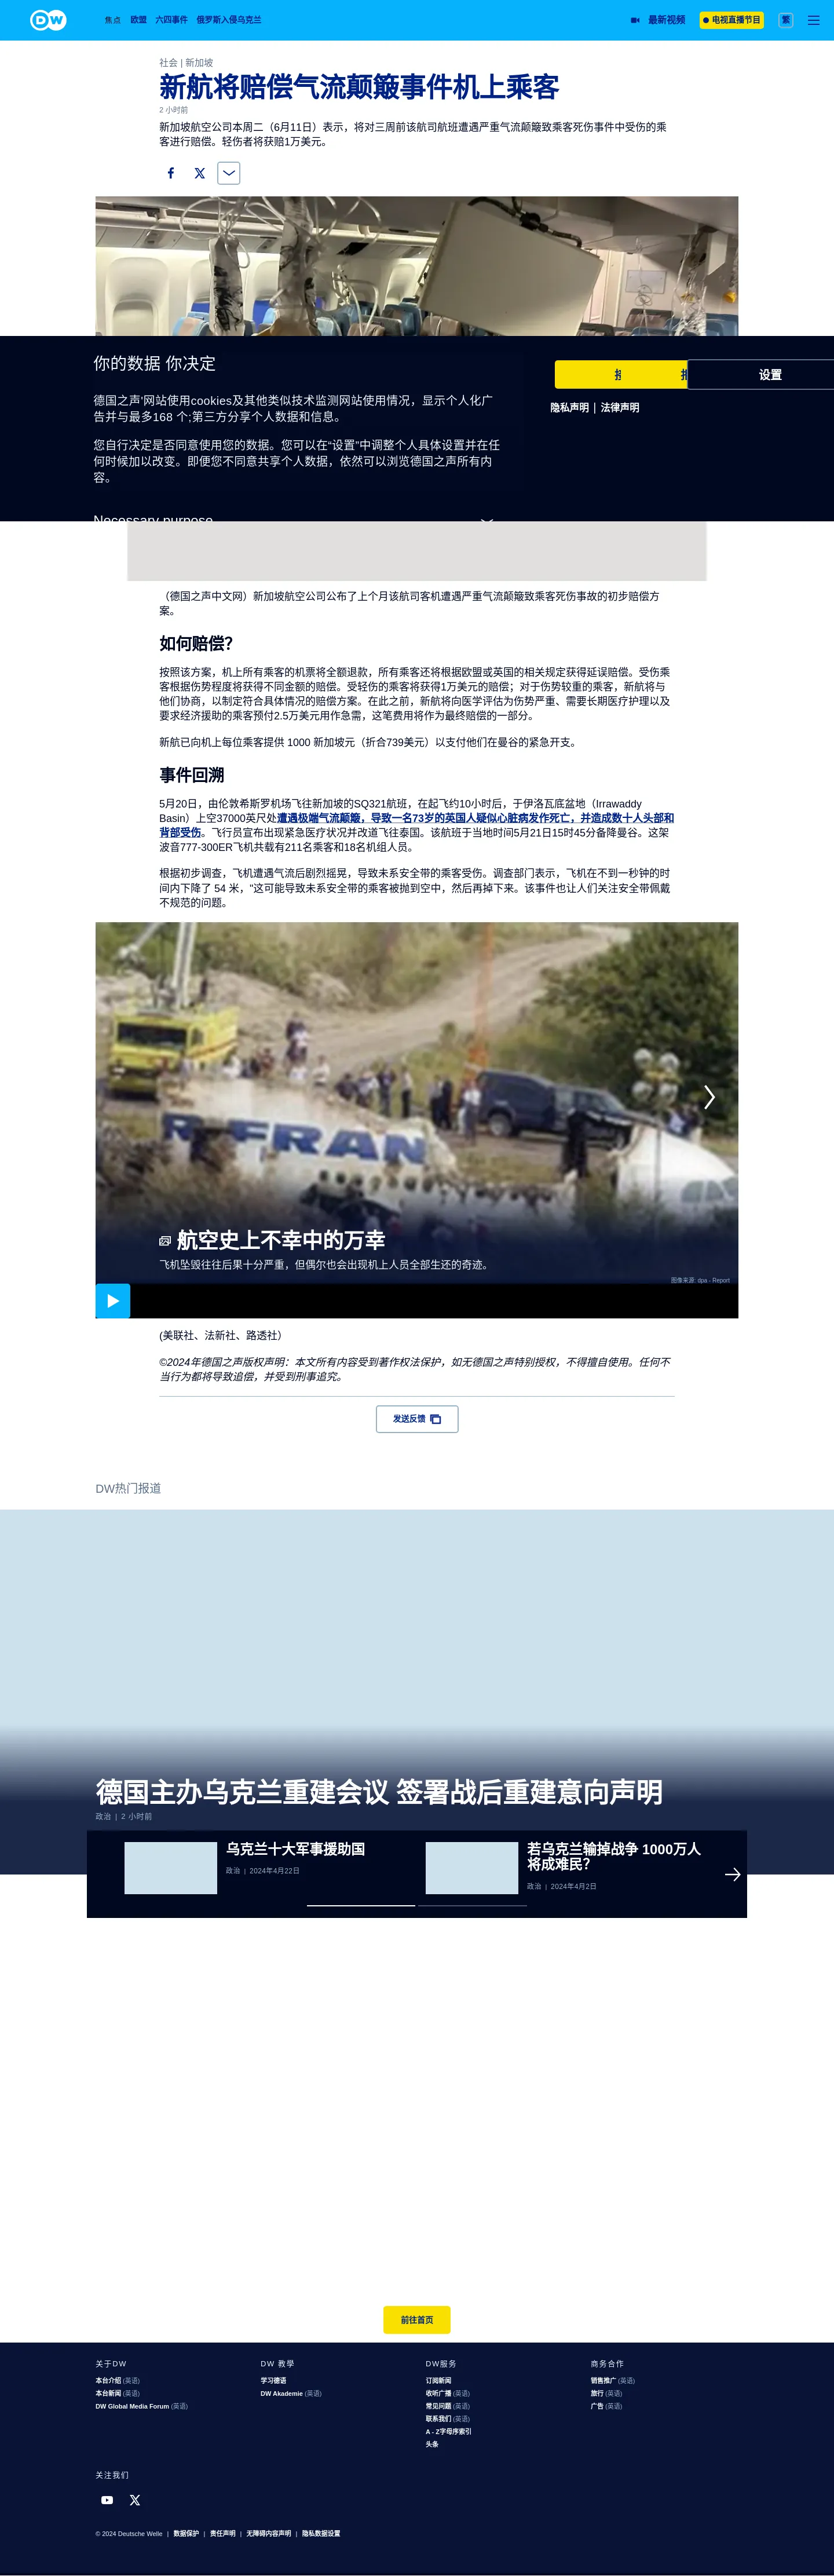 DW
焦点 欧盟 六四事件 俄罗斯入侵乌克兰 最新视频 电视直播节目 繁
社会 | 新加坡
新航将赔偿气流颠簸事件机上乘客
2 小时前
新加坡航空公司本周二（6月11日）表示，将对三周前该航司航班遭遇严重气流颠簸致乘客死伤事件中受伤的乘
客进行赔偿。轻伤者将获赔1万美元。
你的数据 你决定
设置
德国之声'网站使用cookies及其他类似技术监测网站使用情况，显示个人化广
告并与最多168 个;第三方分享个人数据和信息。
隐私声明 | 法律声明
您自行决定是否同意使用您的数据。您可以在“设置”中调整个人具体设置并在任
何时候加以改变。即便您不同意共享个人数据，依然可以浏览德国之声所有内
容。
Necessary purpose
（德国之声中文网）新加坡航空公司公布了上个月该航司客机遭遇严重气流颠簸致乘客死伤事故的初步赔偿方
案。
如何赔偿？
按照该方案，机上所有乘客的机票将全额退款，所有乘客还将根据欧盟或英国的相关规定获得延误赔偿。受伤乘
客根据伤势程度将获得不同金额的赔偿。受轻伤的乘客将获得1万美元的赔偿；对于伤势较重的乘客，新航将与
他们协商，以制定符合具体情况的赔偿方案。在此之前，新航将向医学评估为伤势严重、需要长期医疗护理以及
要求经济援助的乘客预付2.5万美元用作急需，这笔费用将作为最终赔偿的一部分。
新航已向机上每位乘客提供 1000 新加坡元（折合739美元）以支付他们在曼谷的紧急开支。
事件回溯
5月20日，由伦敦希斯罗机场飞往新加坡的SQ321航班，在起飞约10小时后，于伊洛瓦底盆地（Irrawaddy
Basin）上空37000英尺处遭遇极端气流颠簸，导致一名73岁的英国人疑似心脏病发作死亡，并造成数十人头部和
背部受伤。飞行员宣布出现紧急医疗状况并改道飞往泰国。该航班于当地时间5月21日15时45分备降曼谷。这架
波音777-300ER飞机共载有211名乘客和18名机组人员。
根据初步调查，飞机遭遇气流后剧烈摇晃，导致未系安全带的乘客受伤。调查部门表示，飞机在不到一秒钟的时
间内下降了 54 米，"这可能导致未系安全带的乘客被抛到空中，然后再掉下来。该事件也让人们关注安全带佩戴
不规范的问题。
R FRAN
航空史上不幸中的万幸
飞机坠毁往往后果十分严重，但偶尔也会出现机上人员全部生还的奇迹。
图像来源: dpa - Report
(美联社、法新社、路透社）
©2024年德国之声版权声明：本文所有内容受到著作权法保护，如无德国之声特别授权，不得擅自使用。任何不
当行为都将导致追偿，并受到刑事追究。
发送反馈
DW热门报道
德国主办乌克兰重建会议 签署战后重建意向声明
政治 | 2 小时前
乌克兰十大军事援助国
政治 | 2024年4月22日
若乌克兰输掉战争 1000万人
将成难民？
政治 | 2024年4月2日
前往首页
关于DW
本台介绍 (英语)
本台新闻 (英语)
DW Global Media Forum (英语)
DW 教學
学习德语
DW Akademie (英语)
DW服务
订阅新闻
收听广播 (英语)
常见问题 (英语)
联系我们 (英语)
A - Z字母序索引
头条
商务合作
销售推广 (英语)
旅行 (英语)
广告 (英语)
关注我们
© 2024 Deutsche Welle | 数据保护 | 责任声明 | 无障碍内容声明 | 隐私数据设置